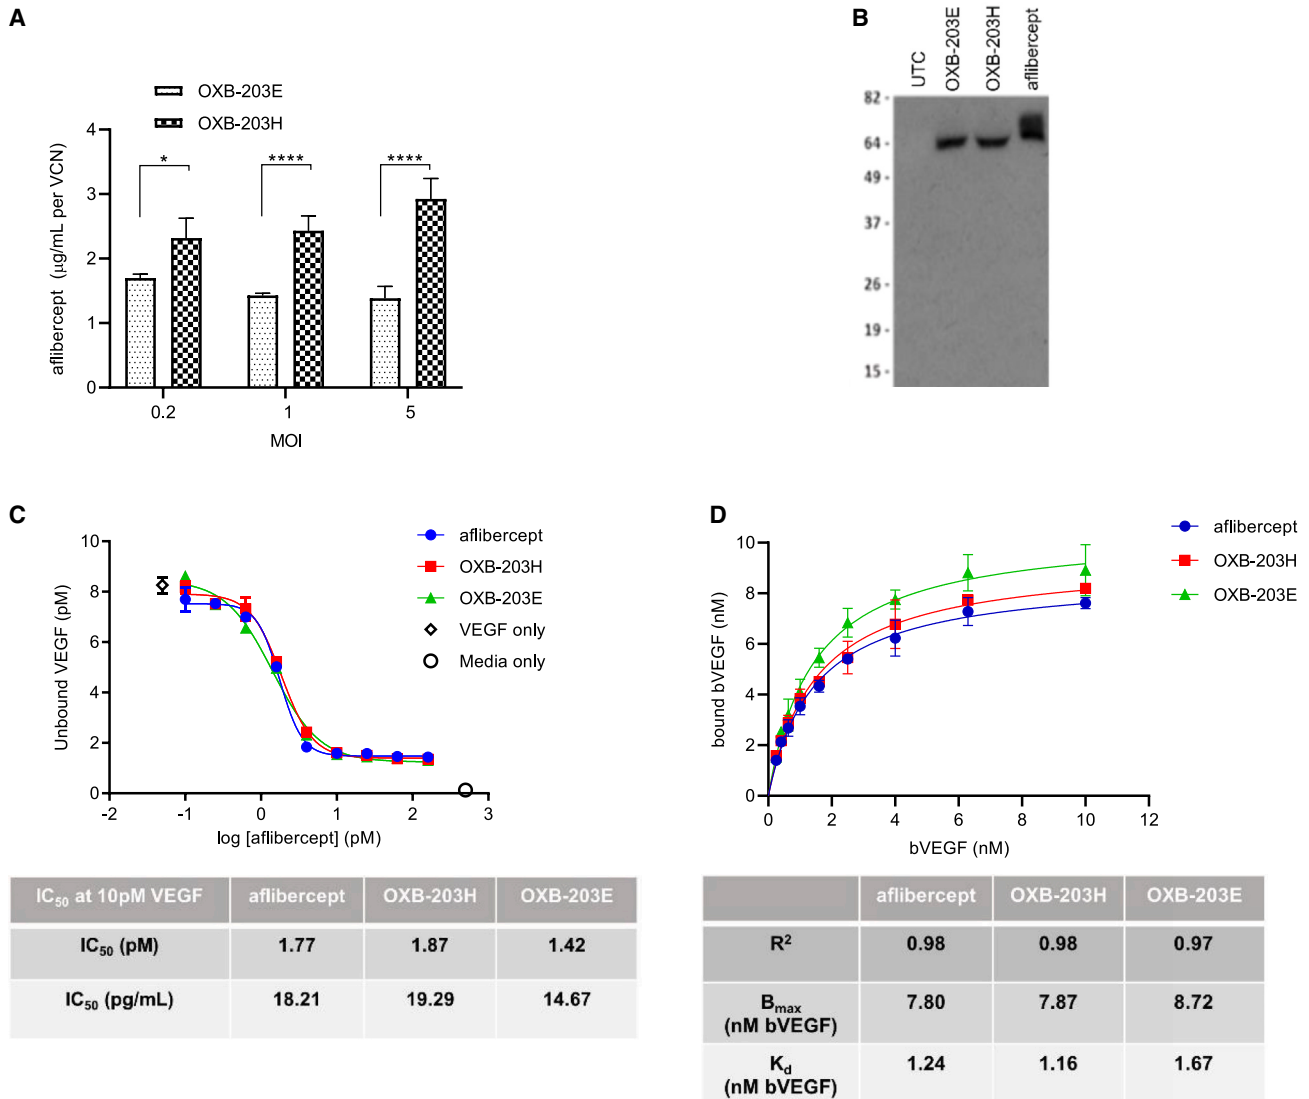 A
OXB-203E
OXB-203H
aflibercept (µg/mL per VCN)
4
3
2
1
0
*
****
****
0.2 1 5
MOI
B
UTC
OXB-203E
OXB-203H
aflibercept
82 -
64 -
49 -
37 -
26 -
19 -
15 -
C
Unbound VEGF (pM)
10
8
6
4
2
0
-2 -1 0 1 2 3
log [aflibercept] (pM)
aflibercept
OXB-203H
OXB-203E
VEGF only
Media only
IC50 at 10pM VEGF aflibercept OXB-203H OXB-203E
IC50 (pM) 1.77 1.87 1.42
IC50 (pg/mL) 18.21 19.29 14.67
D
bound bVEGF (nM)
10
8
6
4
2
0
0 2 4 6 8 10 12
bVEGF (nM)
aflibercept
OXB-203H
OXB-203E
aflibercept OXB-203H OXB-203E
R2 0.98 0.98 0.97
Bmax
(nM bVEGF) 7.80 7.87 8.72
Kd
(nM bVEGF) 1.24 1.16 1.67